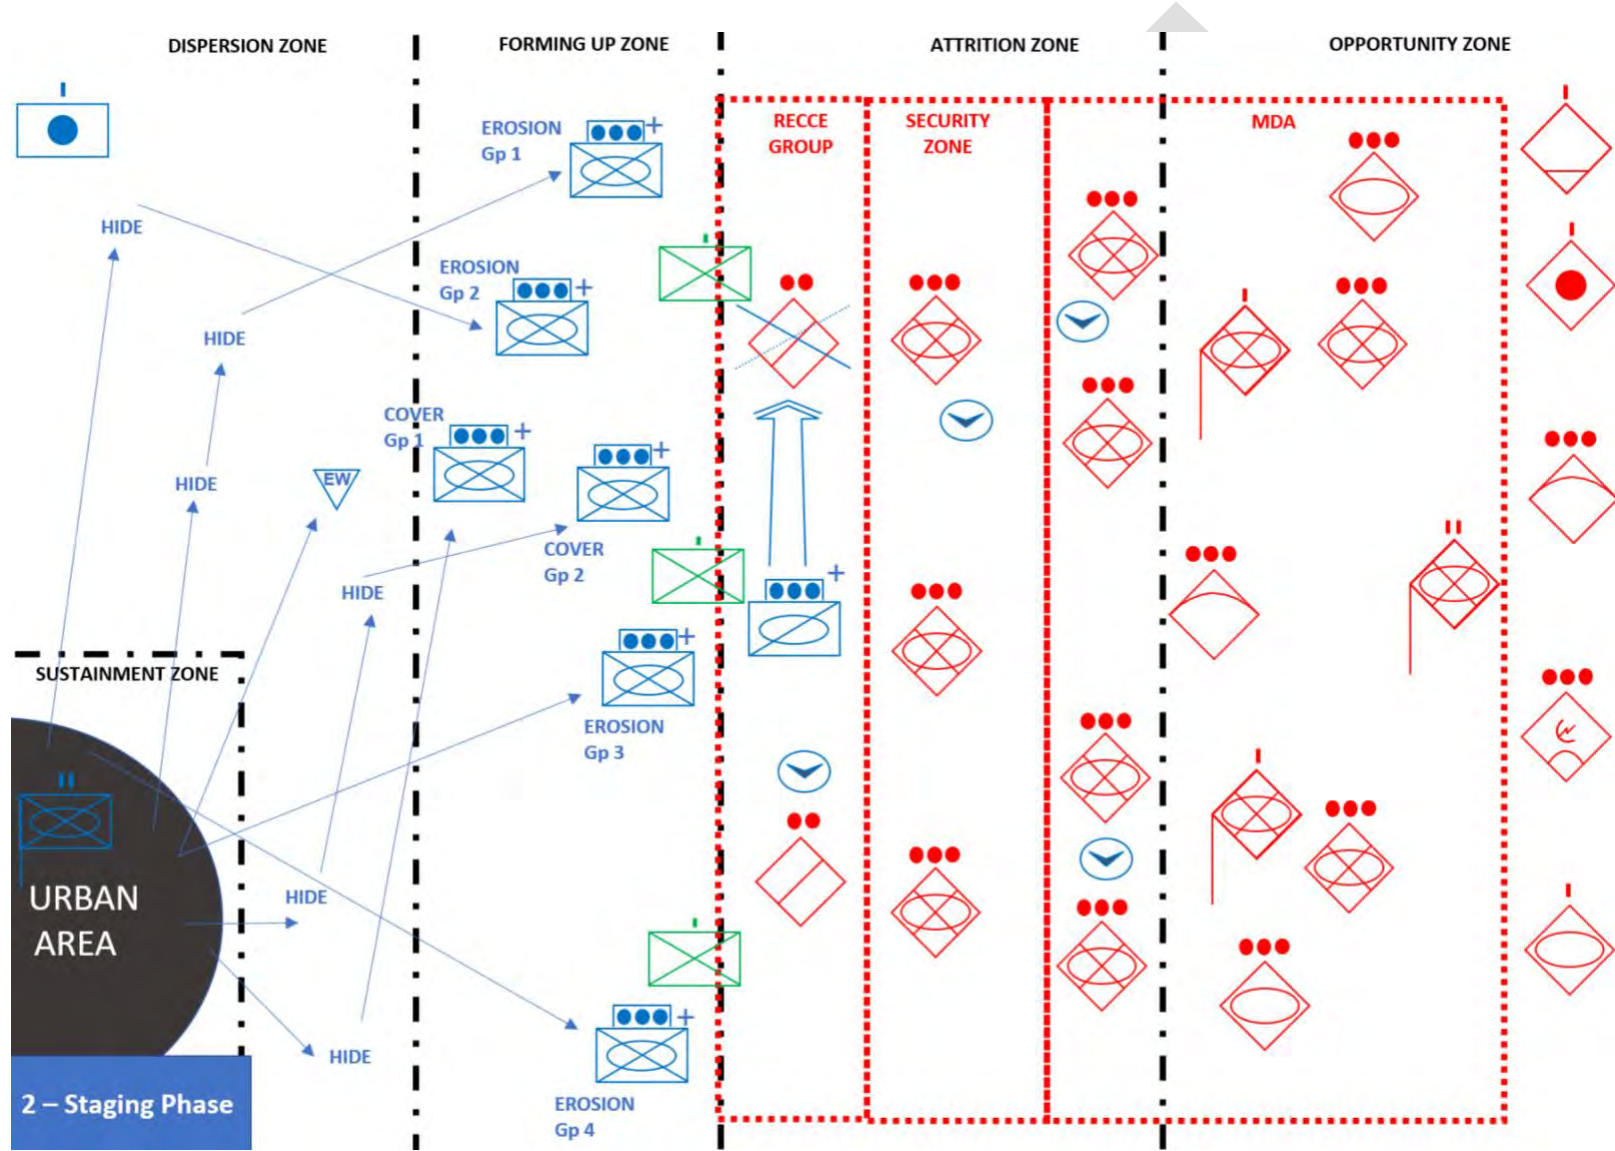 DISPERSION ZONE
FORMING UP ZONE
ATTRITION ZONE
OPPORTUNITY ZONE
EROSION
Gp 1
RECCE
GROUP
SECURITY
ZONE
MDA
HIDE
EROSION
Gp 2
HIDE
COVER
Gp 1
HIDE
EW
COVER
Gp 2
HIDE
SUSTAINMENT ZONE
EROSION
Gp 3
URBAN
AREA
HIDE
HIDE
2 – Staging Phase
EROSION
Gp 4